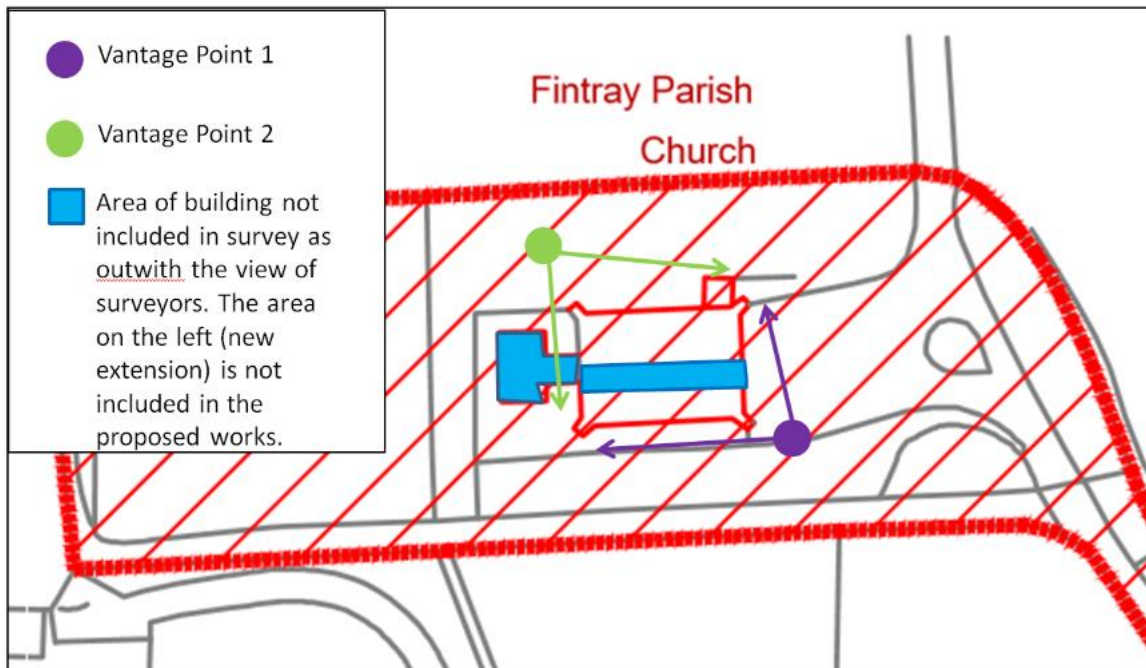 Vantage Point 1
Vantage Point 2
Area of building not
included in survey as
outwith the view of
surveyors. The area
on the left (new
extension) is not
included in the
proposed works.
Fintray Parish
Church